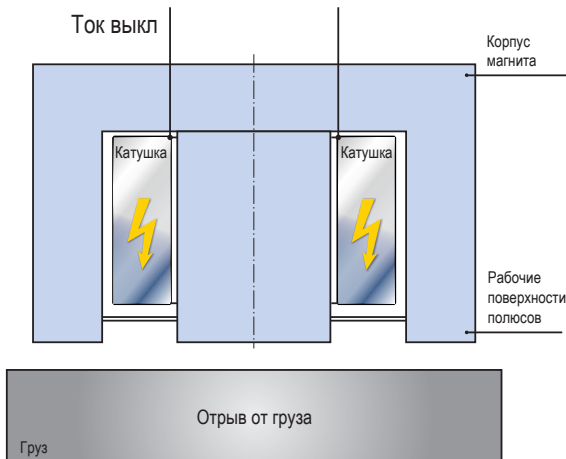 Ток выкл
Корпус
магнита
Катушка
Катушка
Рабочие
поверхности
полюсов
Отрыв от груза
Груз